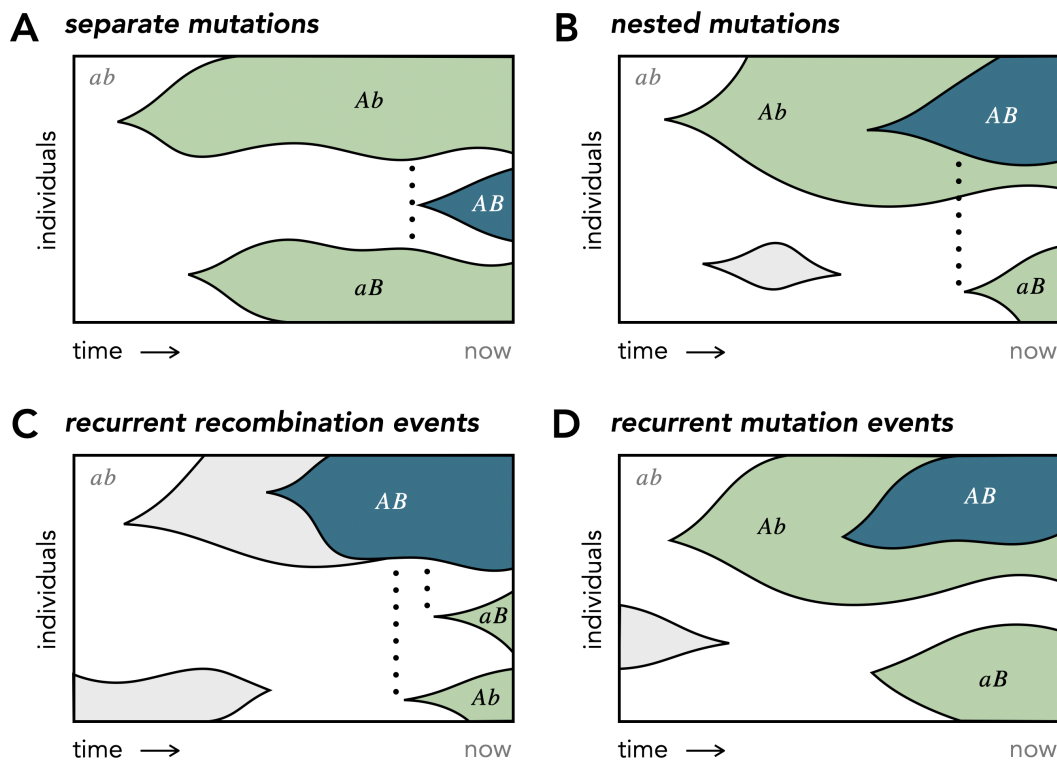 A separate mutations
ab
Ab
AB
aB
individuals
time
now
B nested mutations
ab
Ab
AB
aB
individuals
time
now
C recurrent recombination events
ab
AB
aB
Ab
individuals
time
now
D recurrent mutation events
ab
Ab
AB
aB
individuals
time
now